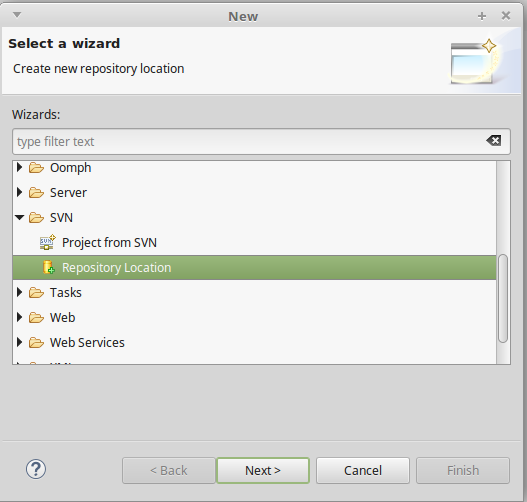 New
Select a wizard
Create new repository location
Wizards:
type filter text
Oomph
Server
SVN
Project from SVN
Repository Location
Tasks
Web
Web Services
< Back
Next >
Cancel
Finish